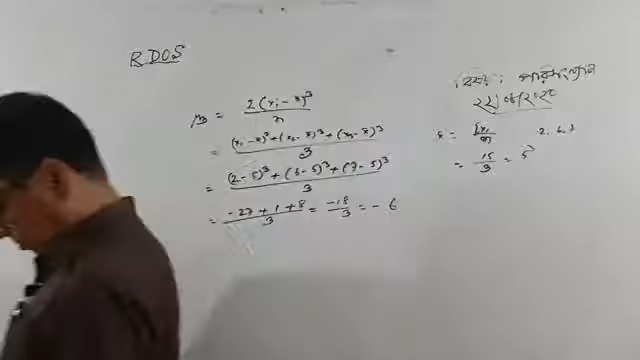 RDOS
μ₃ = Σ(xᵢ - x̄)³ / n
= (x₁ - x̄)³ + (x₂ - x̄)³ + (x₃ - x̄)³ / 3
= (2 - 5)³ + (6 - 5)³ + (7 - 5)³ / 3
= -27 + 1 + 8 / 3 = -18 / 3 = - 6
পরিসংখ্যান
x̄ = Σxᵢ / n
2, 6, 7
= 15 / 3 = 5